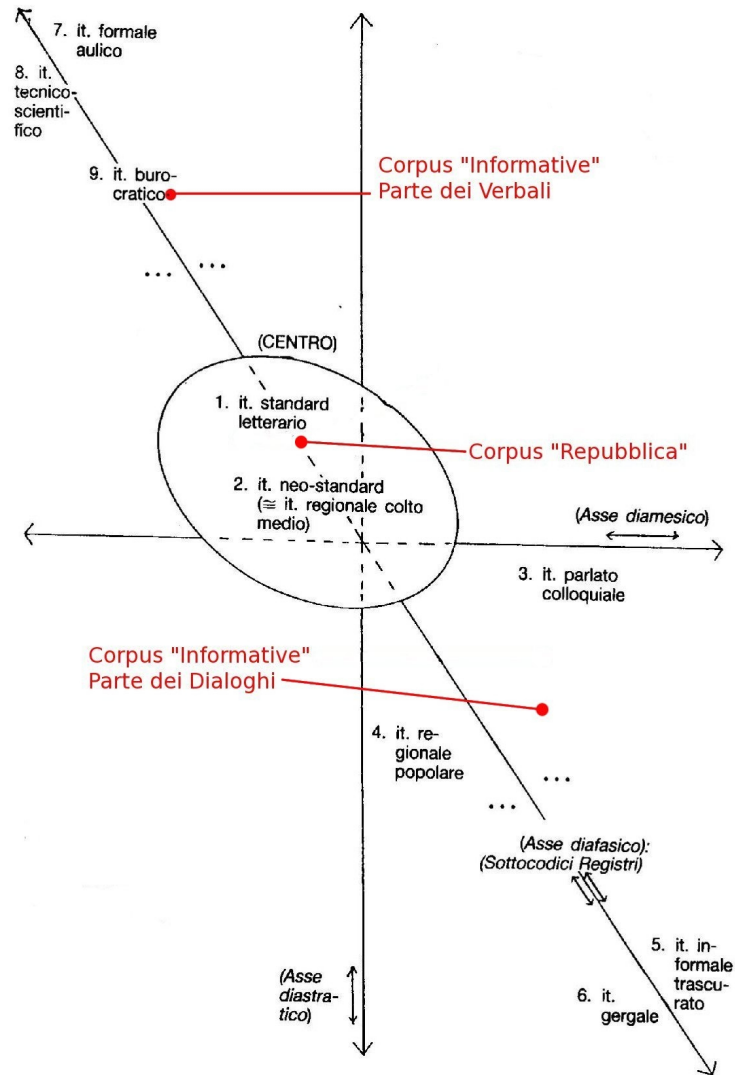 7. it. formale
aulico
8. it.
tecnico-
scienti-
fico
9. it. buro-
cratico
Corpus "Informative"
Parte dei Verbali
... ...
(CENTRO)
1. it. standard
letterario
Corpus "Repubblica"
2. it. neo-standard
(≅ it. regionale colto
medio)
(Asse diamesico)
3. it. parlato
colloquiale
Corpus "Informative"
Parte dei Dialoghi
4. it. re-
gionale
popolare
... ...
(Asse diafasico):
(Sottocodici Registri)
5. it. in-
formale
trascu-
rato
6. it.
gergale
(Asse
diastra-
tico)